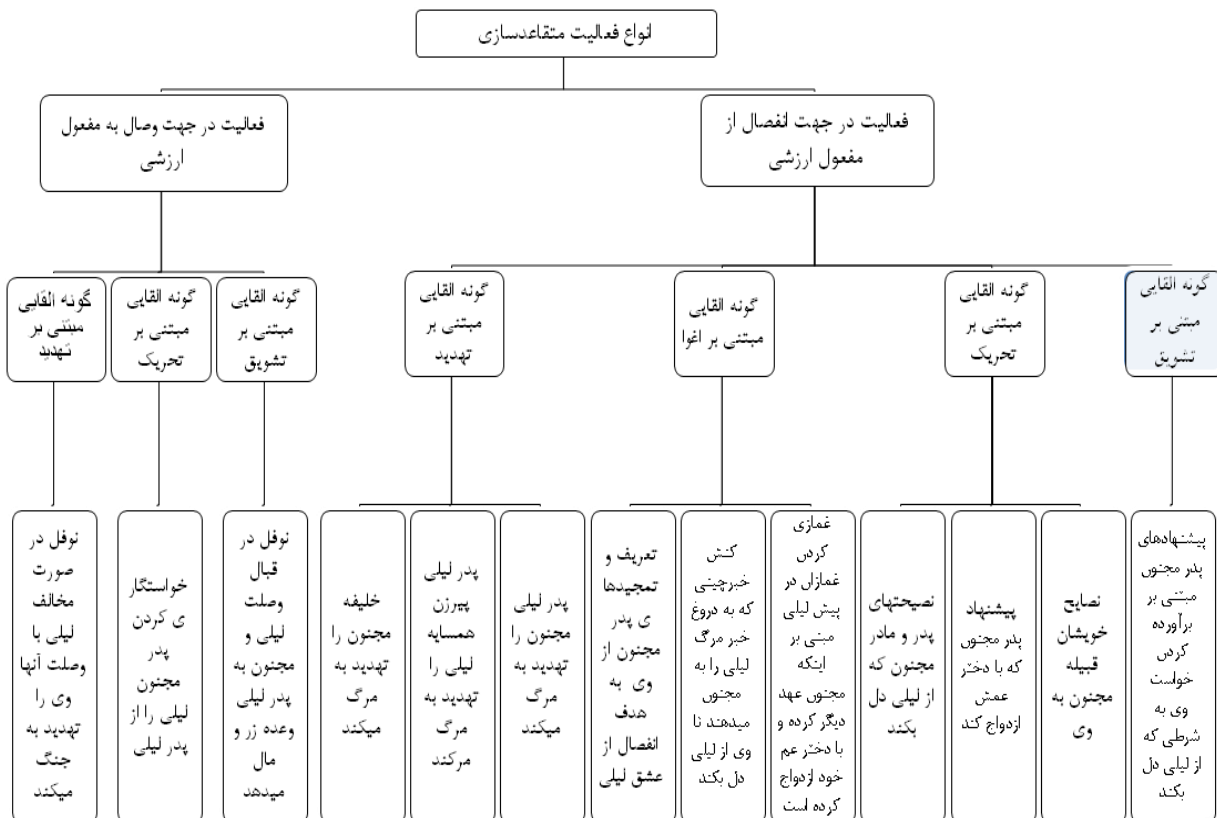 انواع فعالیت متقاعدسازی
فعالیت در جهت انفصال از
مفعول ارزشی
فعالیت در جهت وصال به مفعول
ارزشی
گونه القایی
مبتنی بر
تشویق
گونه القایی
مبتنی بر
تحریک
گونه القایی
مبتنی بر اغوا
گونه القایی
مبتنی بر
تهدید
گونه القایی
مبتنی بر
تشویق
گونه القایی
مبتنی بر
تحریک
گونه القایی
مبتنی بر
تهدید
پیشنهادهای
پدر مجنون
مبتنی بر
برآورده
کردن
خواست
وی به
شرطی که
از لیلی دل
بکند
نصایح
خویشان
قبیله
مجنون به
وی
پیشنهاد
پدر مجنون
که با دختر
عمش
ازدواج کند
نصیحتهای
پدر و مادر
مجنون که
از لیلی دل
بکند
غمازی
کردن
غمازان در
پیش لیلی
مبنی بر
اینکه
مجنون عهد
دیگر کرده و
با دختر عم
خود ازدواج
کرده است
کنش
خبرچینی
که به دروغ
خبر مرگ
لیلی را به
مجنون
میدهند تا
وی از لیلی
دل بکند
تعریف و
تمجیدها
ی پدر
مجنون از
وی به
هدف
انفصال از
عشق لیلی
پدر لیلی
مجنون را
تهدید به
مرگ
میکند
پدر لیلی
پیرزن
همسایه
لیلی را
تهدید به
مرگ
مرکند
خلیفه
مجنون را
تهدید به
مرگ
میکند
نوفل در
قبال
وصلت
لیلی و
مجنون به
پدر لیلی
وعده زر و
مال
میدهد
خواستگار
ی کردن
پدر
مجنون
لیلی را از
پدر لیلی
نوفل در
صورت
مخالف
لیلی با
وصلت آنها
وی را
تهدید به
جنگ
میکند